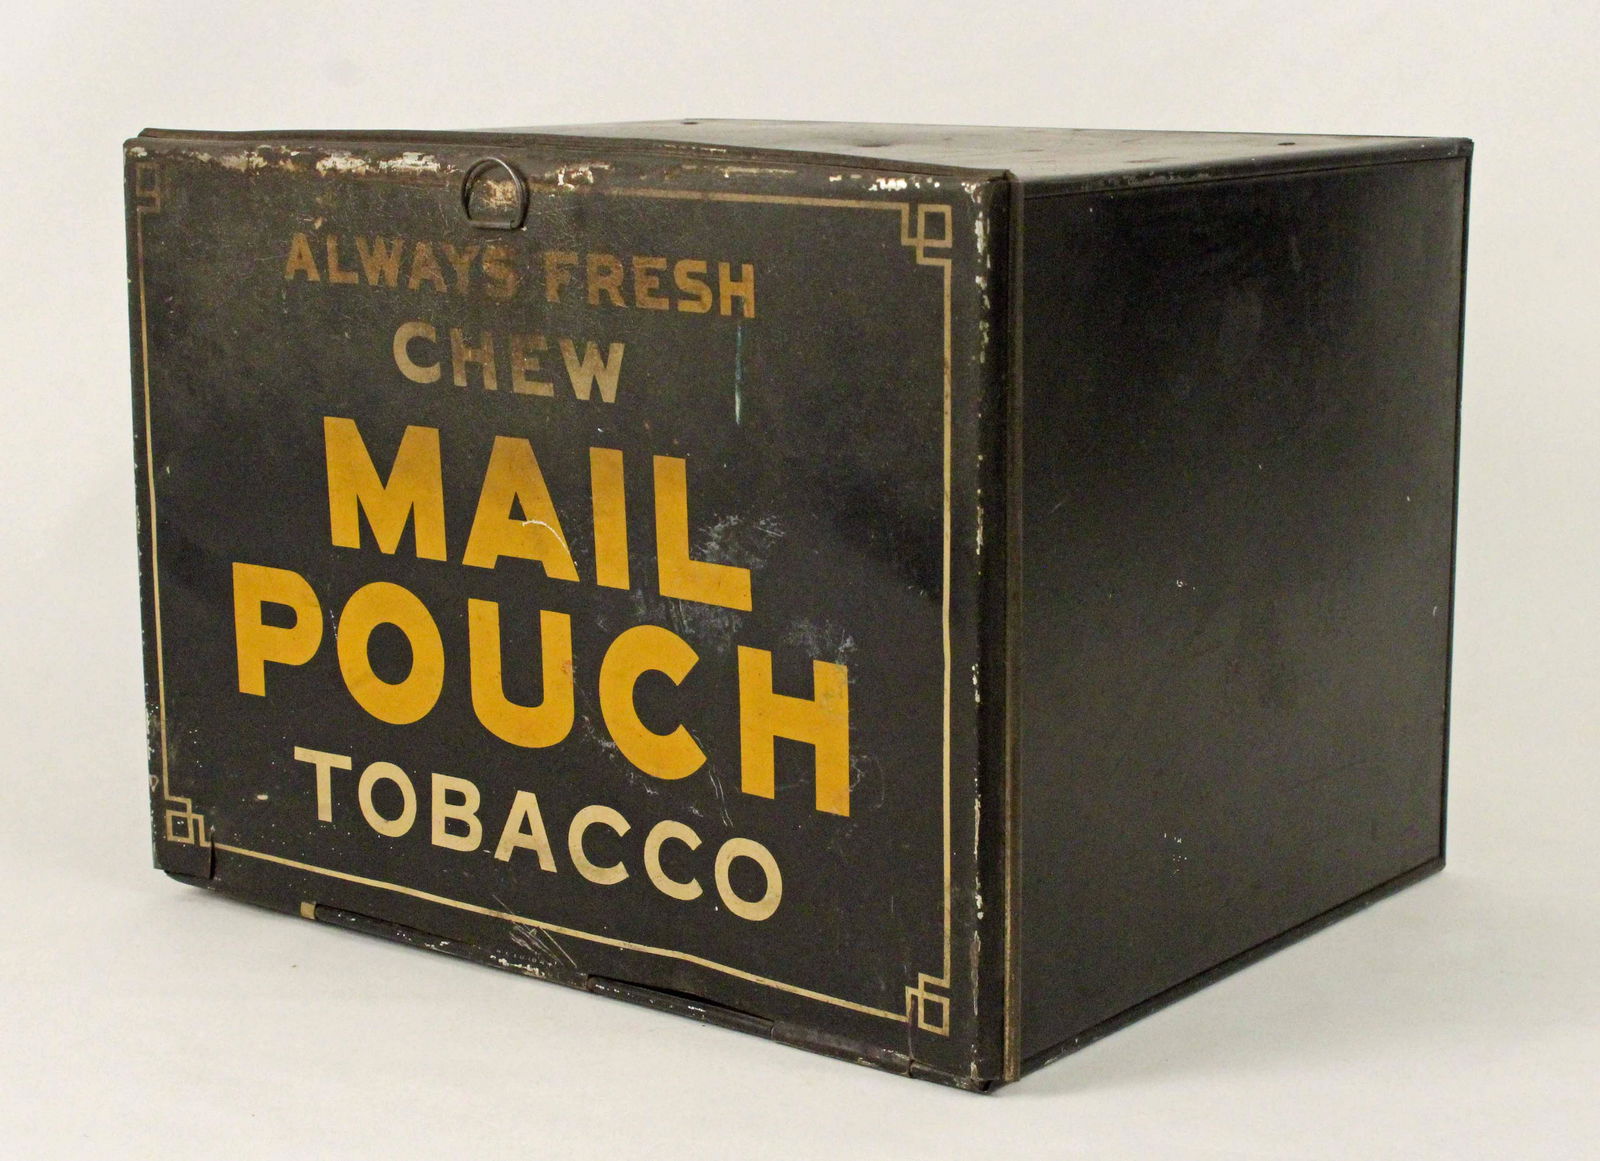 ALWAYS FRESH
CHEW
MAIL
POUCH
TOBACCO